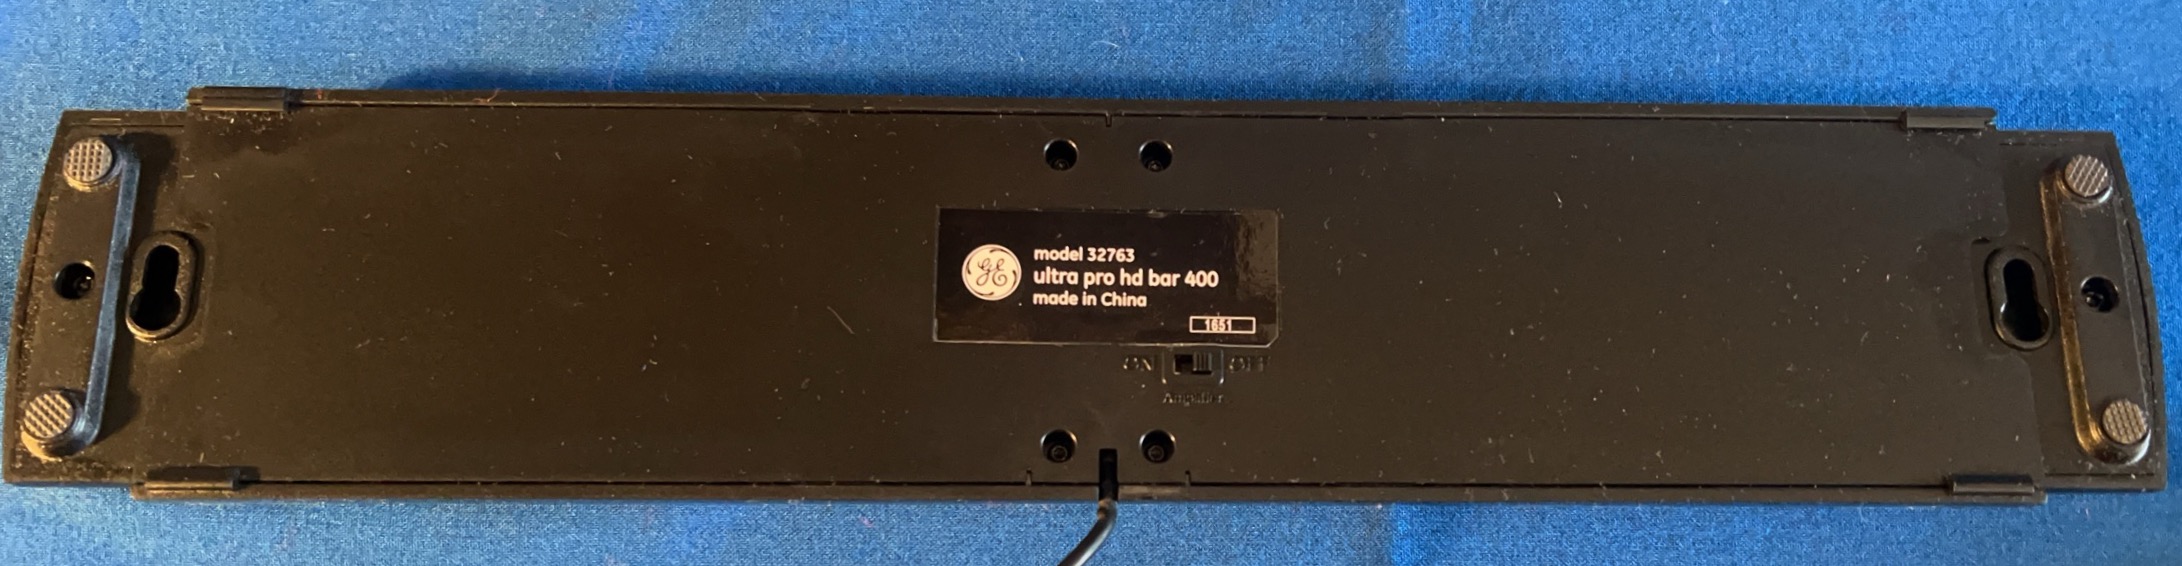 GE
model 32763
ultra pro hd bar 400
made in China
1651
ON OFF
Amplifier